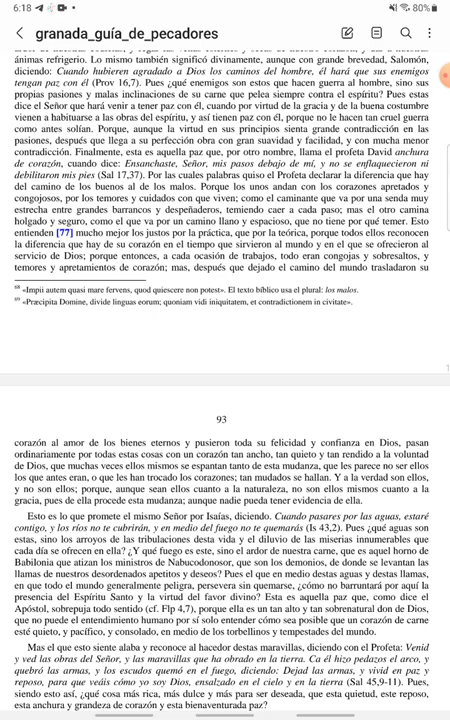 6:18
80%
granada_guía_de_pecadores
ánimas refrigerio. Lo mismo también significó divinamente, aunque con grande brevedad, Salomón,
diciendo: Cuando hubieren agradado a Dios los caminos del hombre, él hará que sus enemigos
tengan paz con él (Prov 16,7). Pues ¿qué enemigos son estos que hacen guerra al hombre, sino sus
propias pasiones y malas inclinaciones de su carne que pelea siempre contra el espíritu? Pues estas
dice el Señor que hará venir a tener paz con él, cuando por virtud de la gracia y de la buena costumbre
vienen a habituarse a las obras del espíritu, y así tienen paz con él, porque no le hacen tan cruel guerra
como antes solían. Porque, aunque la virtud en sus principios sienta grande contradicción en las
pasiones, después que llega a su perfección obra con gran suavidad y facilidad, y con mucha menor
contradicción. Finalmente, esta es aquella paz que, por otro nombre, llama el profeta David anchura
de corazón, cuando dice: Ensanchaste, Señor, mis pasos debajo de mí, y no se enflaquecieron ni
debilitaron mis pies (Sal 17,37). Por las cuales palabras quiso el Profeta declarar la diferencia que hay
del camino de los buenos al de los malos. Porque los unos andan con los corazones apretados y
congojosos, por los temores y cuidados con que viven; como el caminante que va por una senda muy
estrecha entre grandes barrancos y despeñaderos, temiendo caer a cada paso; mas el otro camina
holgado y seguro, como el que va por un camino llano y espacioso, que no tiene por qué temer. Esto
entienden [77] mucho mejor los justos por la práctica, que por la teórica, porque todos ellos reconocen
la diferencia que hay de su corazón en el tiempo que sirvieron al mundo y en el que se ofrecieron al
servicio de Dios; porque entonces, a cada ocasión de trabajos, todo eran congojas y sobresaltos, y
temores y apretamientos de corazón; mas, después que dejado el camino del mundo trasladaron su
68 «Impii autem quasi mare fervens, quod quiescere non potest». El texto bíblico usa el plural: los malos.
69 «Præcipita Domine, divide linguas eorum; quoniam vidi iniquitatem, et contradictionem in civitate».
93
corazón al amor de los bienes eternos y pusieron toda su felicidad y confianza en Dios, pasan
ordinariamente por todas estas cosas con un corazón tan ancho, tan quieto y tan rendido a la voluntad
de Dios, que muchas veces ellos mismos se espantan tanto de esta mudanza, que les parece no ser ellos
los que antes eran, o que les han trocado los corazones; tan mudados se hallan. Y a la verdad son ellos,
y no son ellos; porque, aunque sean ellos cuanto a la naturaleza, no son ellos mismos cuanto a la
gracia, pues de ella procede esta mudanza; aunque nadie pueda tener evidencia de ella.
Esto es lo que promete el mismo Señor por Isaías, diciendo. Cuando pasares por las aguas, estaré
contigo, y los ríos no te cubrirán, y en medio del fuego no te quemarás (Is 43,2). Pues ¿qué aguas son
estas, sino los arroyos de las tribulaciones desta vida y el diluvio de las miserias innumerables que
cada día se ofrecen en ella? ¿Y qué fuego es este, sino el ardor de nuestra carne, que es aquel horno de
Babilonia que atizan los ministros de Nabucodonosor, que son los demonios, de donde se levantan las
llamas de nuestros desordenados apetitos y desos? Pues el que en medio destas aguas y destas llamas,
en que todo el mundo generalmente peligra, persevera sin quemarse, ¿cómo no barruntará por aquí la
presencia del Espíritu Santo y la virtud del favor divino? Esta es aquella paz que, como dice el
Apóstol, sobrepuja todo sentido (cf. Flp 4,7), porque ella es un tan alto y tan sobrenatural don de Dios,
que no puede el entendimiento humano por sí solo entender cómo sea posible que un corazón de carne
esté quieto, y pacífico, y consolado, en medio de los torbellinos y tempestades del mundo.
Mas el que esto siente alaba y reconoce al hacedor destas maravillas, diciendo con el Profeta: Venid
y ved las obras del Señor, y las maravillas que ha obrado en la tierra. Ca él hizo pedazos el arco, y
quebró las armas, y los escudos quemó en el fuego, diciendo: Dejad las armas, y vivid en paz y
reposo, para que veáis cómo yo soy Dios, ensalzado en el cielo y en la tierra (Sal 45,9-11). Pues,
siendo esto así, ¿qué cosa más rica, más dulce y más para ser deseada, que esta quietud, este reposo,
esta anchura y grandeza de corazón y esta bienaventurada paz?